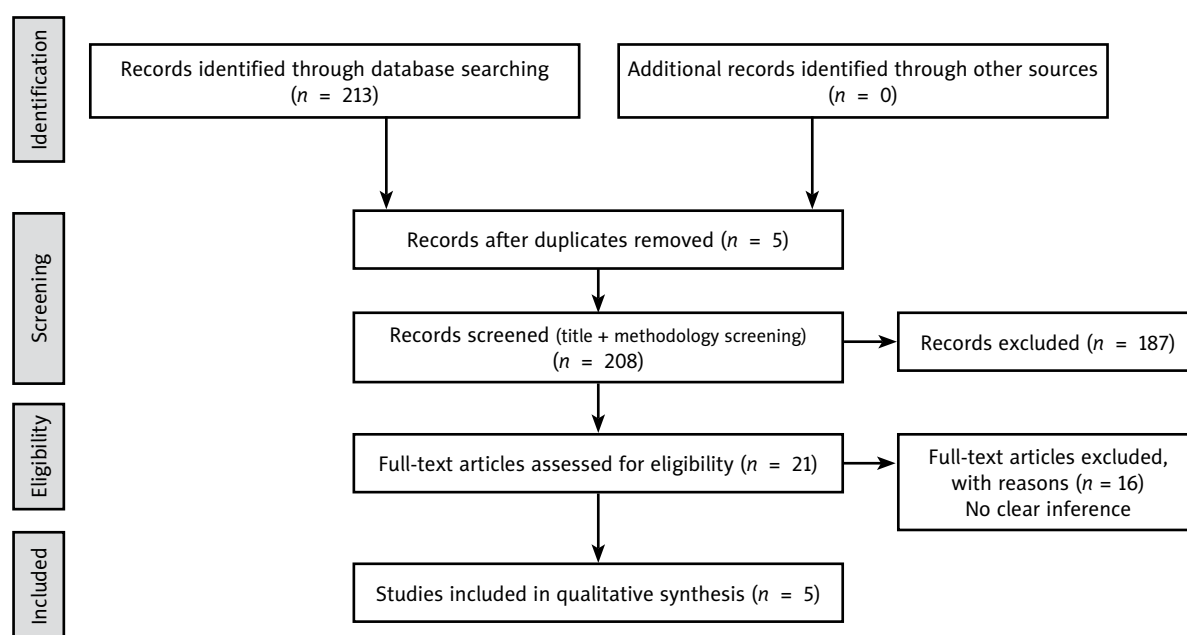 Identification
Records identified through database searching
(n = 213)
Additional records identified through other sources
(n = 0)
Screening
Records after duplicates removed (n = 5)
Records screened (title + methodology screening)
(n = 208)
Records excluded (n = 187)
Eligibility
Full-text articles assessed for eligibility (n = 21)
Full-text articles excluded,
with reasons (n = 16)
No clear inference
Included
Studies included in qualitative synthesis (n = 5)